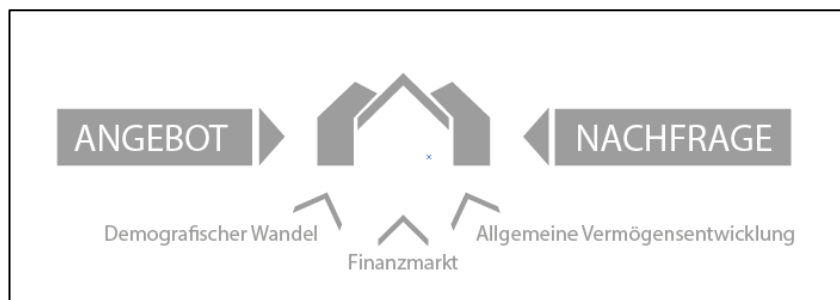 ANGEBOT
NACHFRAGE
Demografischer Wandel
Allgemeine Vermögensentwicklung
Finanzmarkt